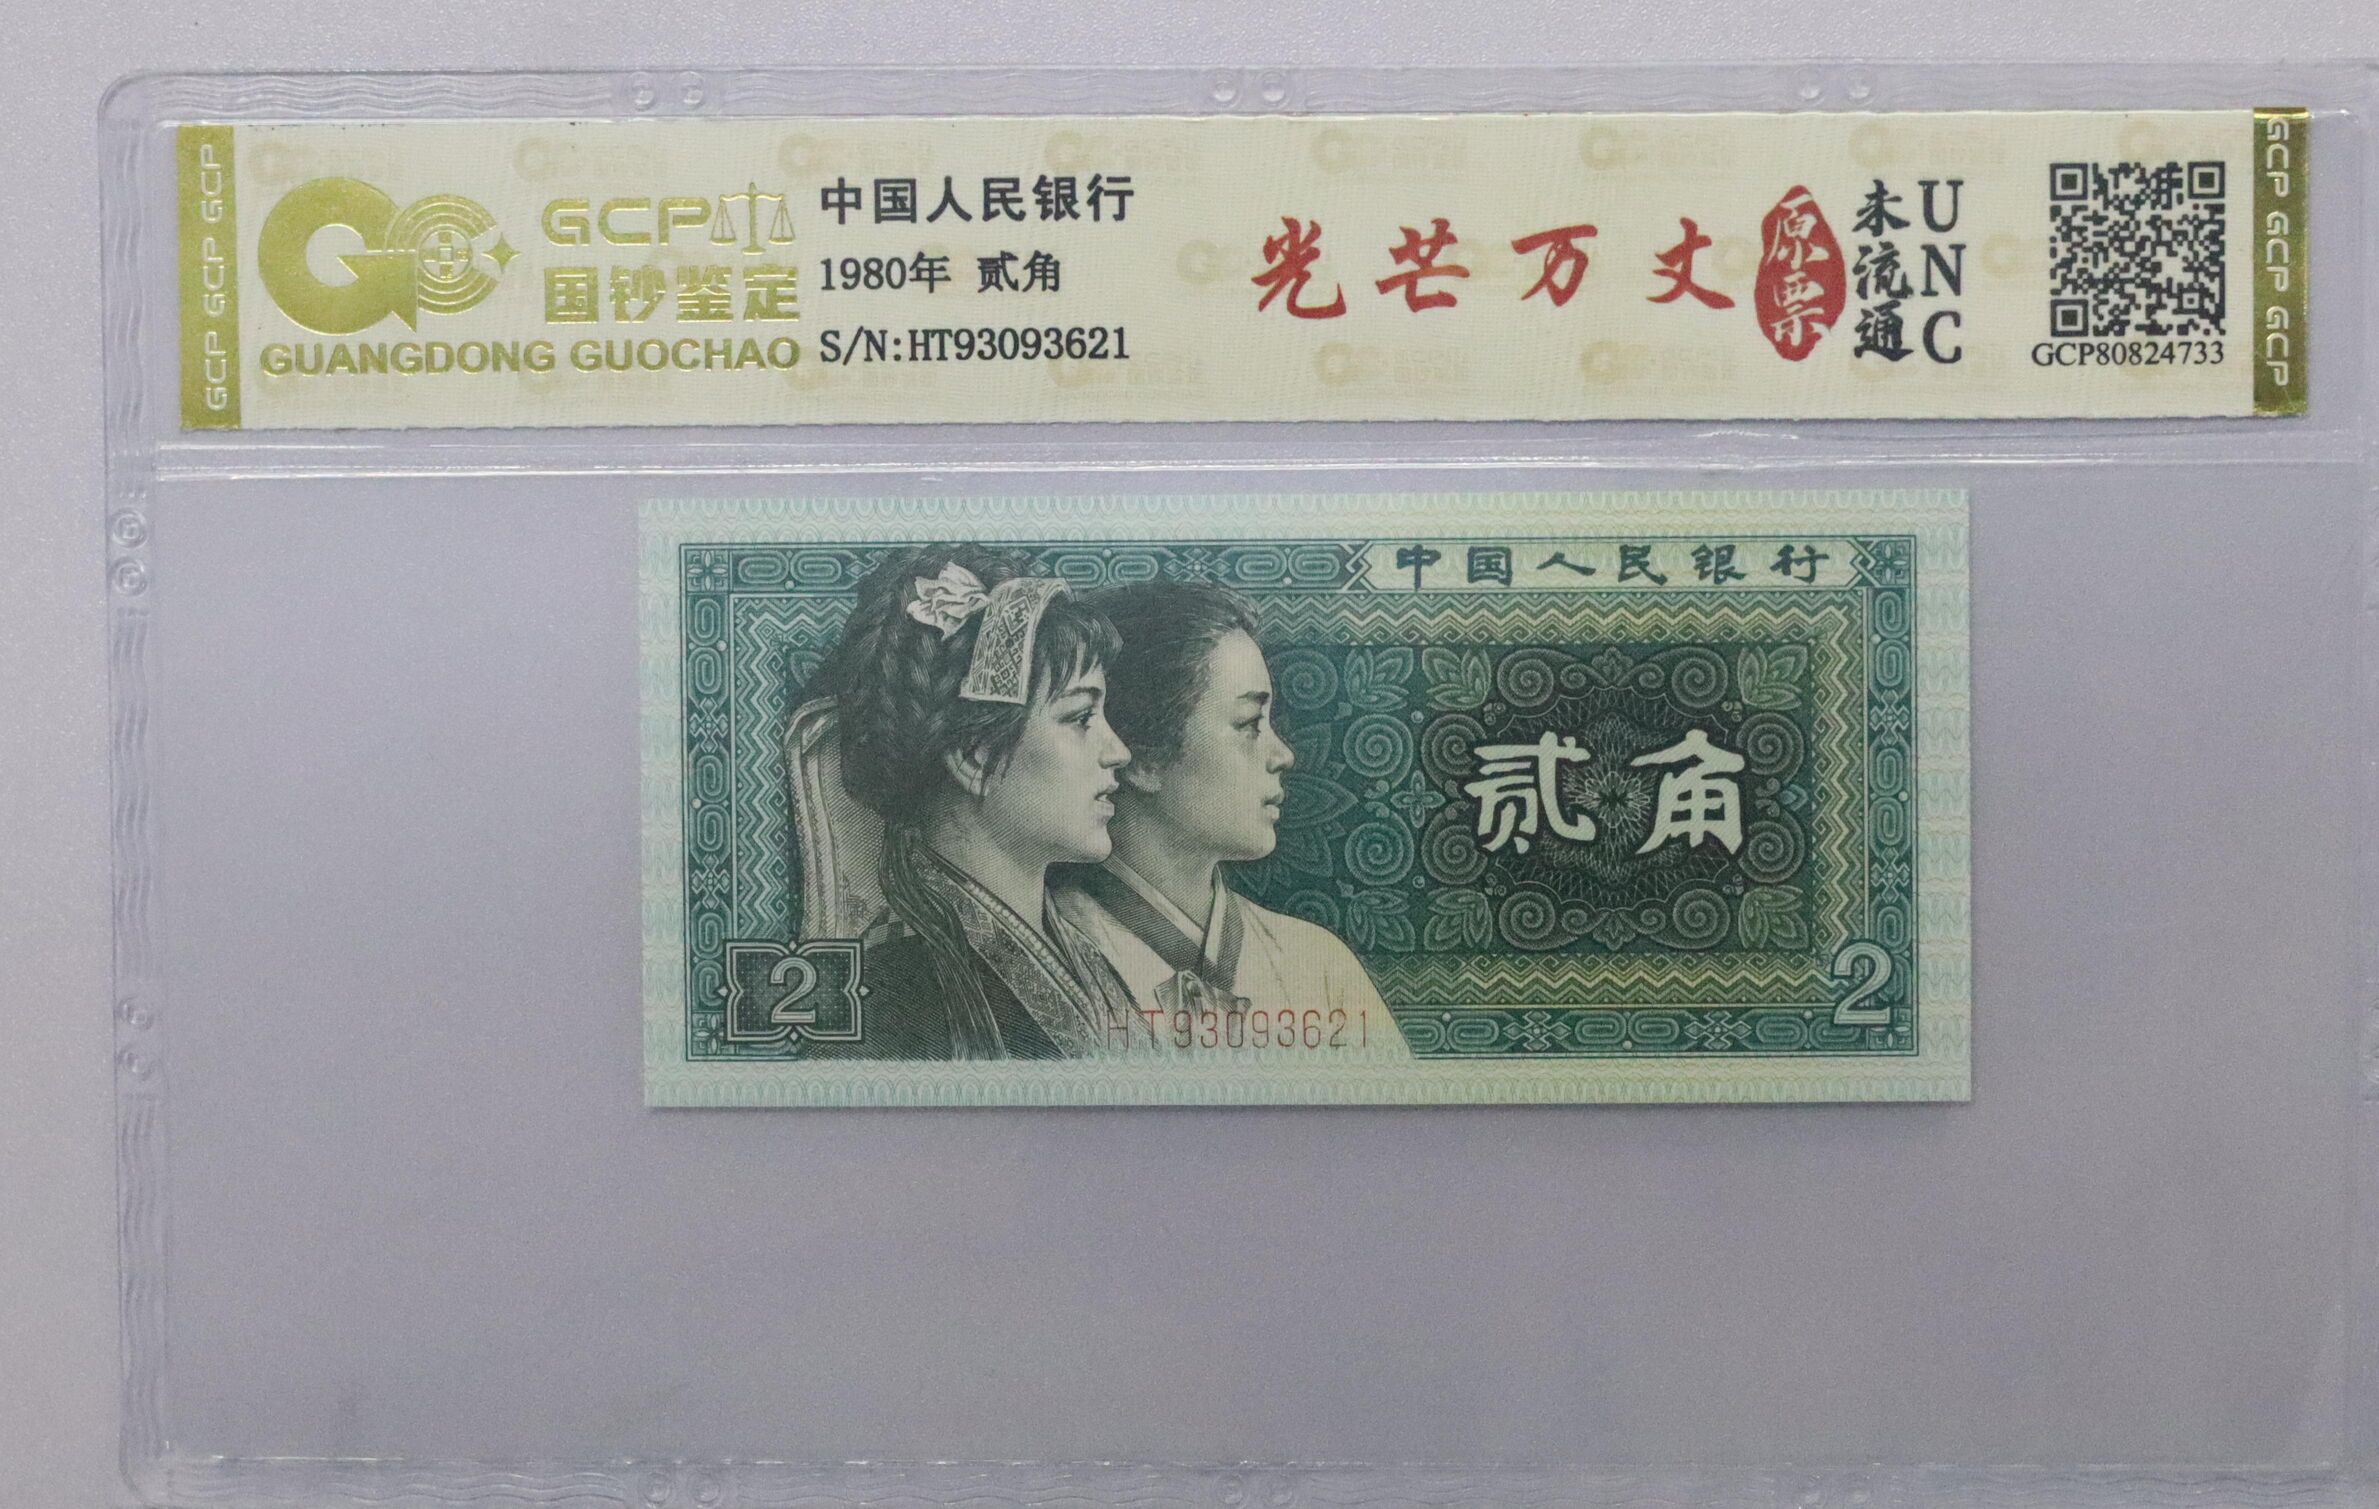 GCP GCP GCP
GCP
国钞鉴定
GUANGDONG GUOCHAO
中国人民银行
1980年 贰角
S/N:HT93093621
光芒万丈
原票
未流通
UNC
GCP80824733
GCP GCP GCP
中国人民银行
贰角
2
2
HT93093621